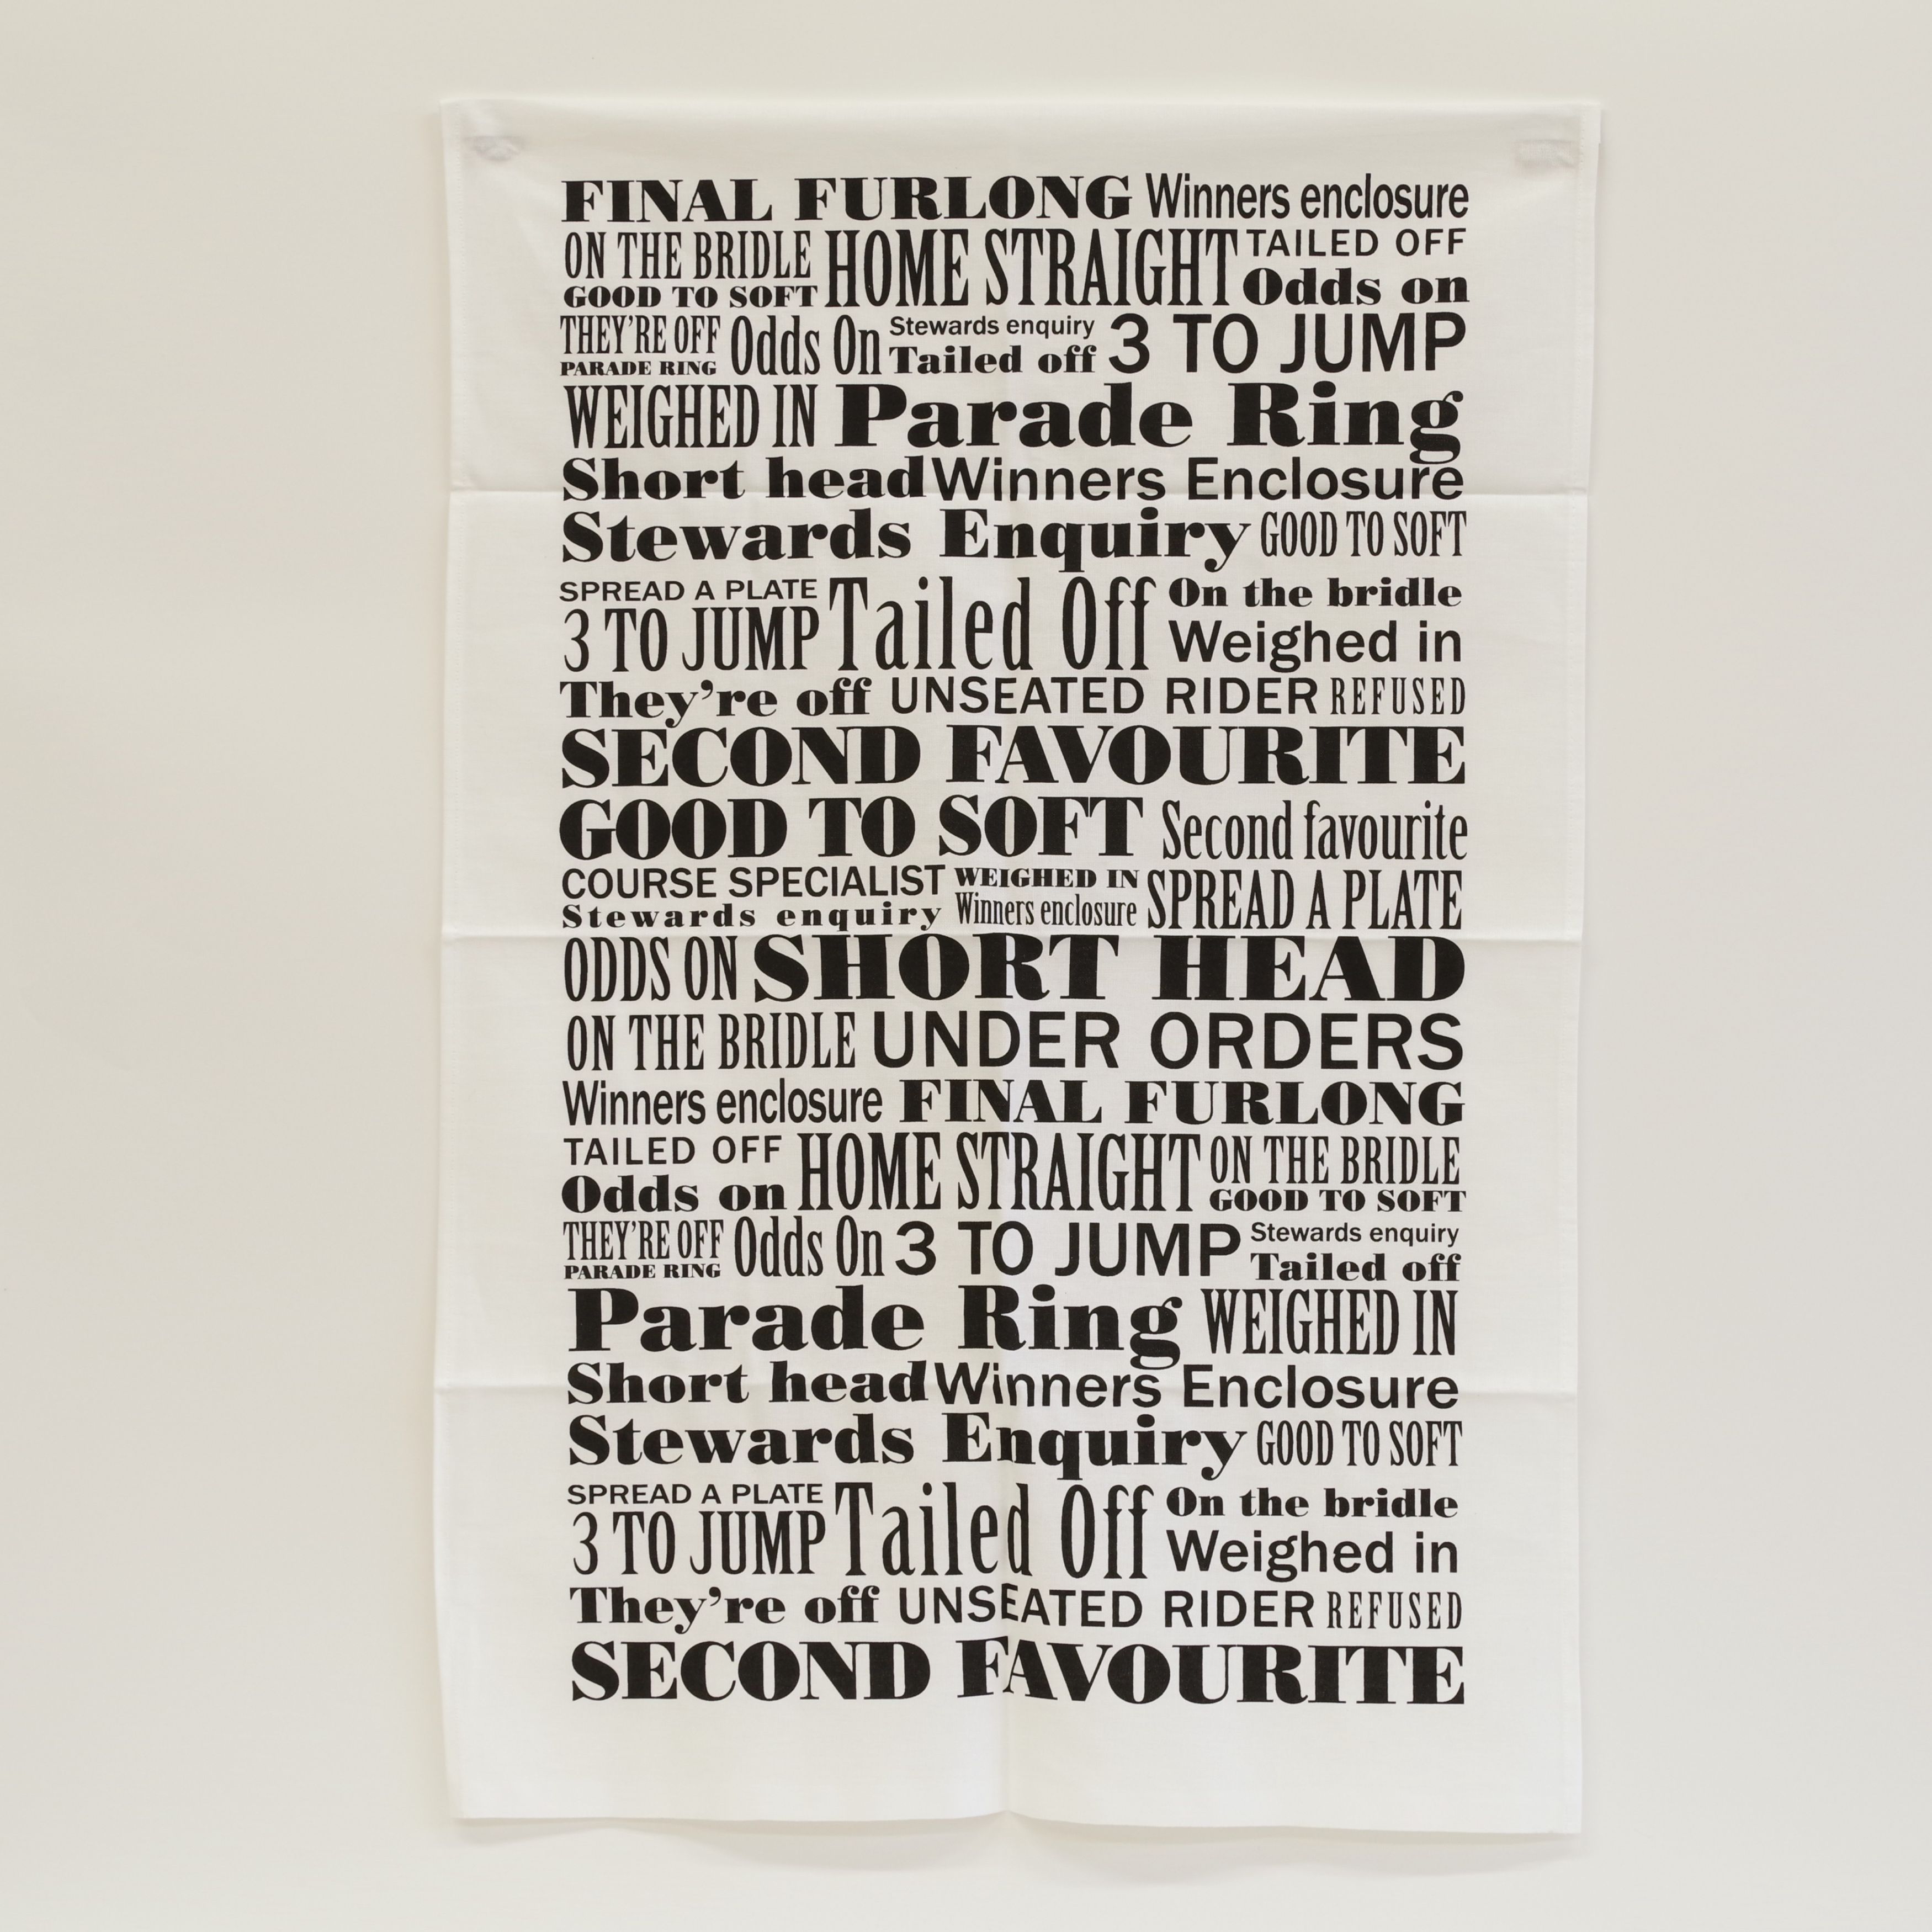 FINAL FURLONG Winners enclosure
ON THE BRIDLE
GOOD TO SOFT
HOME STRAIGHT
TAILED OFF
Odds on
THEY'RE OFF
PARADE RING
Odds On
Stewards enquiry
Tailed off
3 TO JUMP
WEIGHED IN Parade Ring
Short head Winners Enclosure
Stewards Enquiry GOOD TO SOFT
SPREAD A PLATE
3 TO JUMP
Tailed Off
On the bridle
Weighed in
They're off UNSEATED RIDER REFUSED
SECOND FAVOURITE
GOOD TO SOFT Second favourite
COURSE SPECIALIST
Stewards enquiry
WEIGHED IN
Winners enclosure
SPREAD A PLATE
ODDS ON SHORT HEAD
ON THE BRIDLE UNDER ORDERS
Winners enclosure FINAL FURLONG
TAILED OFF
Odds on
HOME STRAIGHT
ON THE BRIDLE
GOOD TO SOFT
THEY'RE OFF
PARADE RING
Odds On
3 TO JUMP
Stewards enquiry
Tailed off
Parade Ring WEIGHED IN
Short head Winners Enclosure
Stewards Enquiry GOOD TO SOFT
SPREAD A PLATE
3 TO JUMP
Tailed Off
On the bridle
Weighed in
They're off UNSEATED RIDER REFUSED
SECOND FAVOURITE